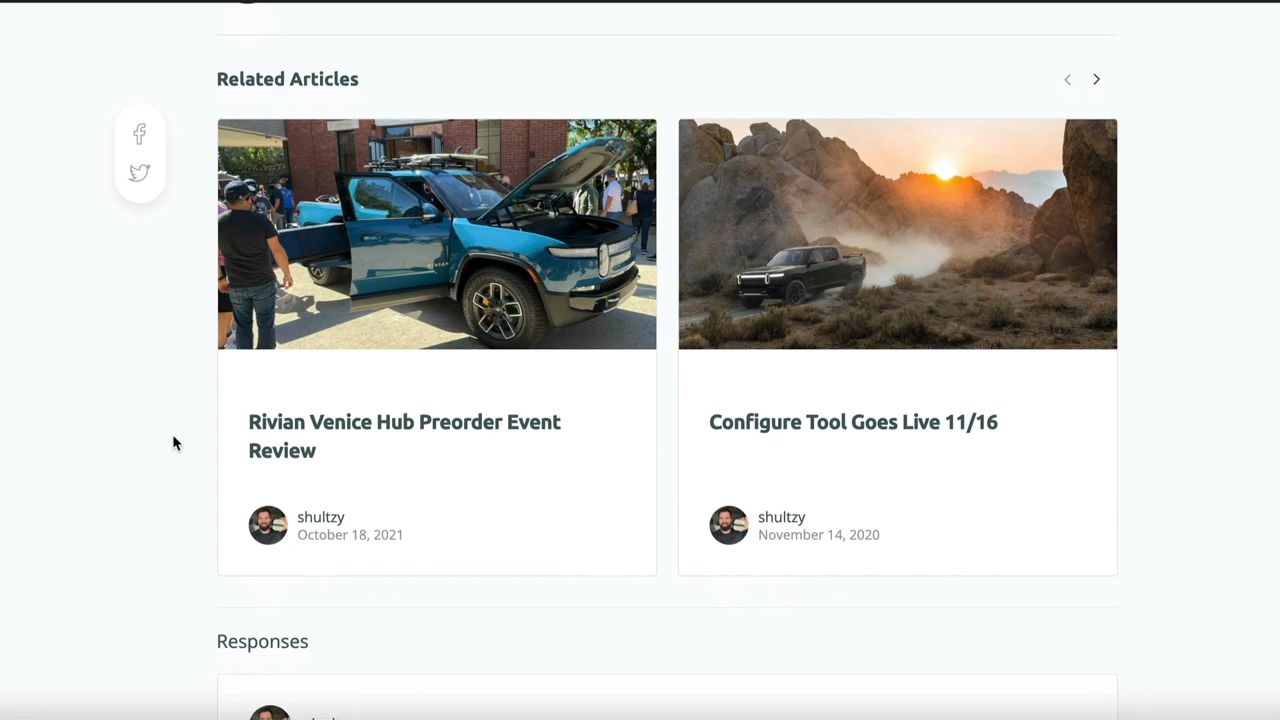 Related Articles
RIVIAN
Rivian Venice Hub Preorder Event
Review
shultzy
October 18, 2021
Configure Tool Goes Live 11/16
shultzy
November 14, 2020
Responses